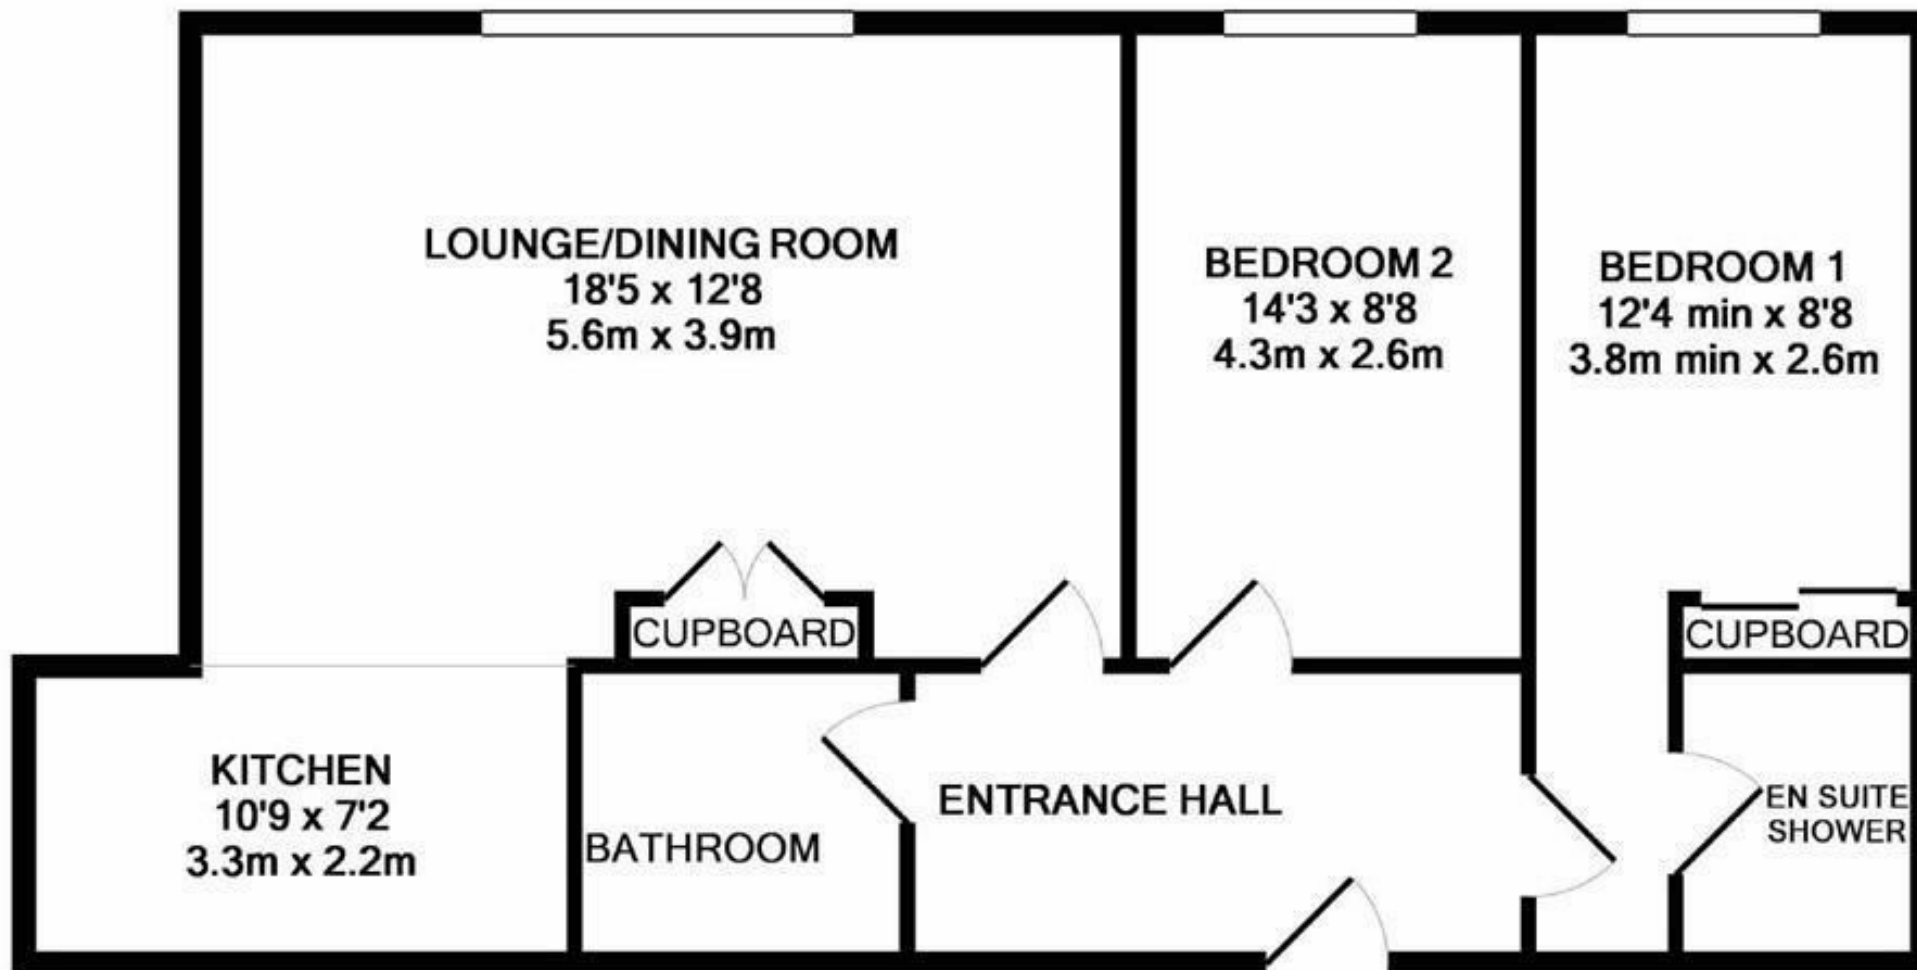 LOUNGE/DINING ROOM
18'5 x 12'8
5.6m x 3.9m
BEDROOM 2
14'3 x 8'8
4.3m x 2.6m
BEDROOM 1
12'4 min x 8'8
3.8m min x 2.6m
CUPBOARD
CUPBOARD
KITCHEN
10'9 x 7'2
3.3m x 2.2m
BATHROOM
ENTRANCE HALL
EN SUITE
SHOWER